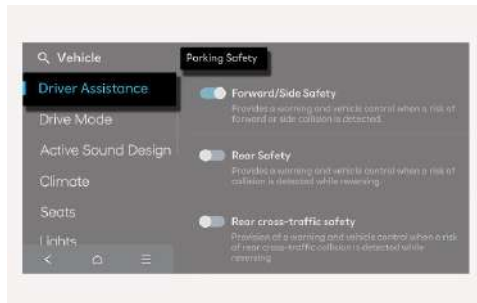 Vehicle
Parking Safety
Driver Assistance
Forward/Side Safety
Provides a warning and vehicle control when a risk of
forward or side collision is detected.
Drive Mode
Active Sound Design
Rear Safety
Provides a warning and vehicle control when a risk of
collision is detected while reversing
Climate
Seats
Rear cross-traffic safety
Provision of a warning and vehicle control when a risk
of rear cross-traffic collision is detected while
reversing
Lights